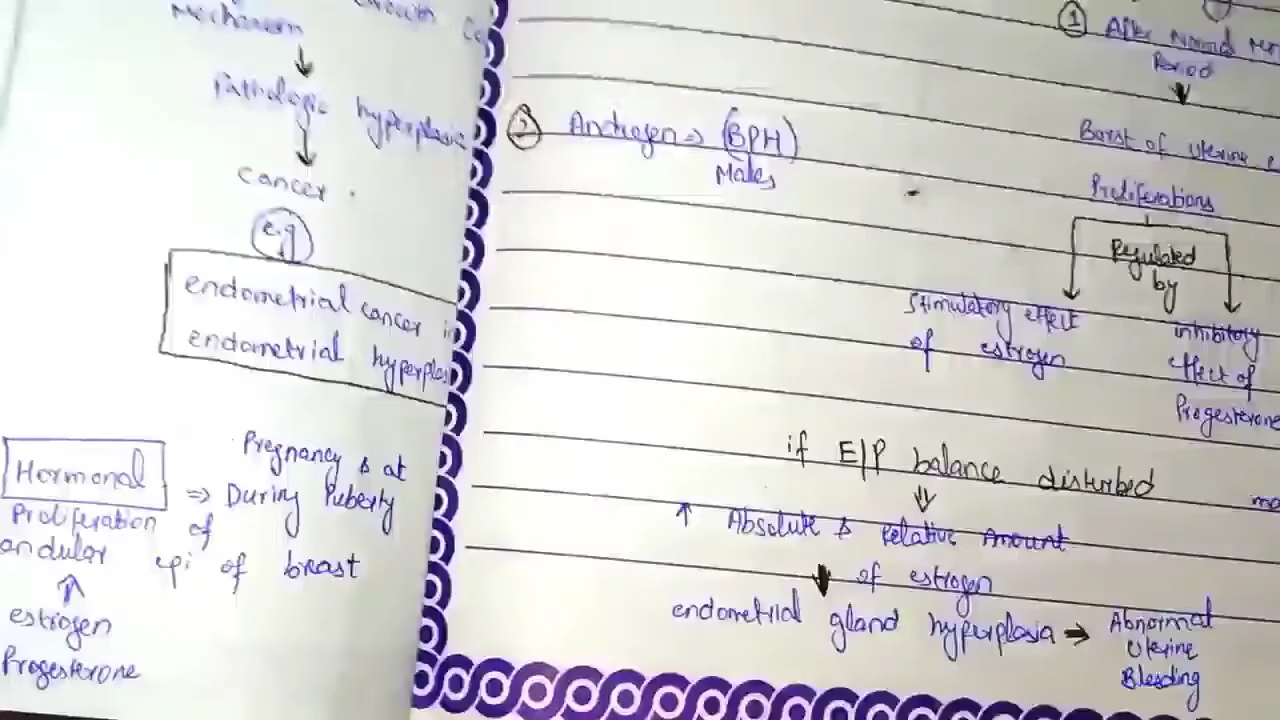 Mechanism
↓
Pathologic hyperplasia
↓
Cancer.
e.g
endometrial cancer in
endometrial hyperplas
Hormonal
Pregnancy & at
⇒ During Puberty
Proliferation of
andular epi of breast
⇑
estrogen
Progesterone
② Androgen ⇒ (BPH)
Males
① After Normal
Period
↓
Burst of Uterine
Proliferations
Regulated
by
Stimulatory effect
of estrogen
inhibitory
effect of
Progesterone
if E/P balance disturbed
⇓
↑ Absolute & relative Amount
↓ of estrogen
endometrial gland hyperplasia → Abnormal
Uterine
Bleeding